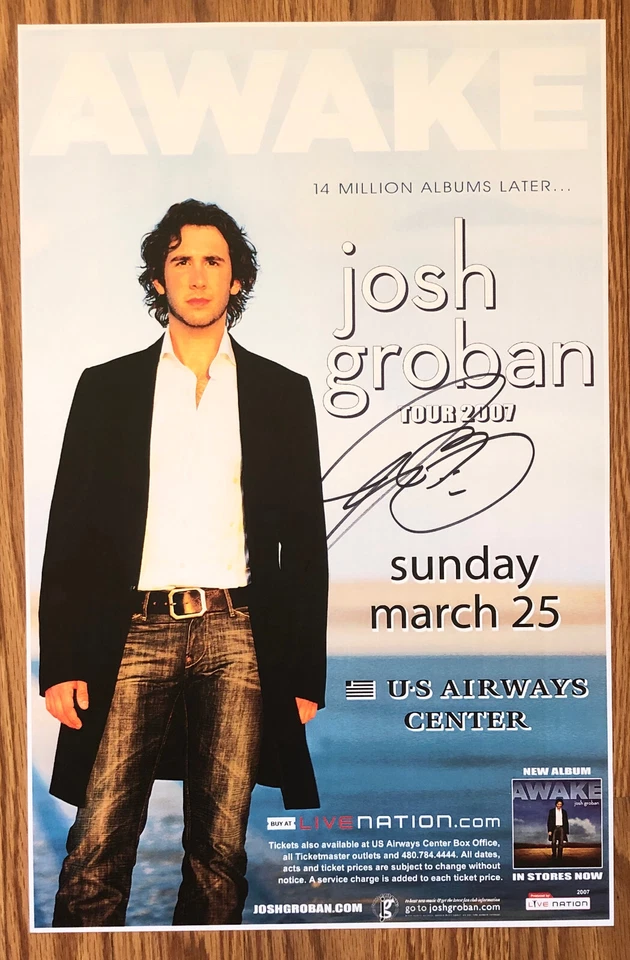 AWAKE
14 MILLION ALBUMS LATER...
josh
groban
TOUR 2007
sunday
march 25
U·S AIRWAYS
CENTER
NEW ALBUM
AWAKE
josh groban
IN STORES NOW
BUY AT LIVE NATION.com
Tickets also available at US Airways Center Box Office,
all Ticketmaster outlets and 480.784.4444. All dates,
acts and ticket prices are subject to change without
notice. A service charge is added to each ticket price.
JOSHGROBAN.COM
go to joshgroban.com
2007
LIVE NATION